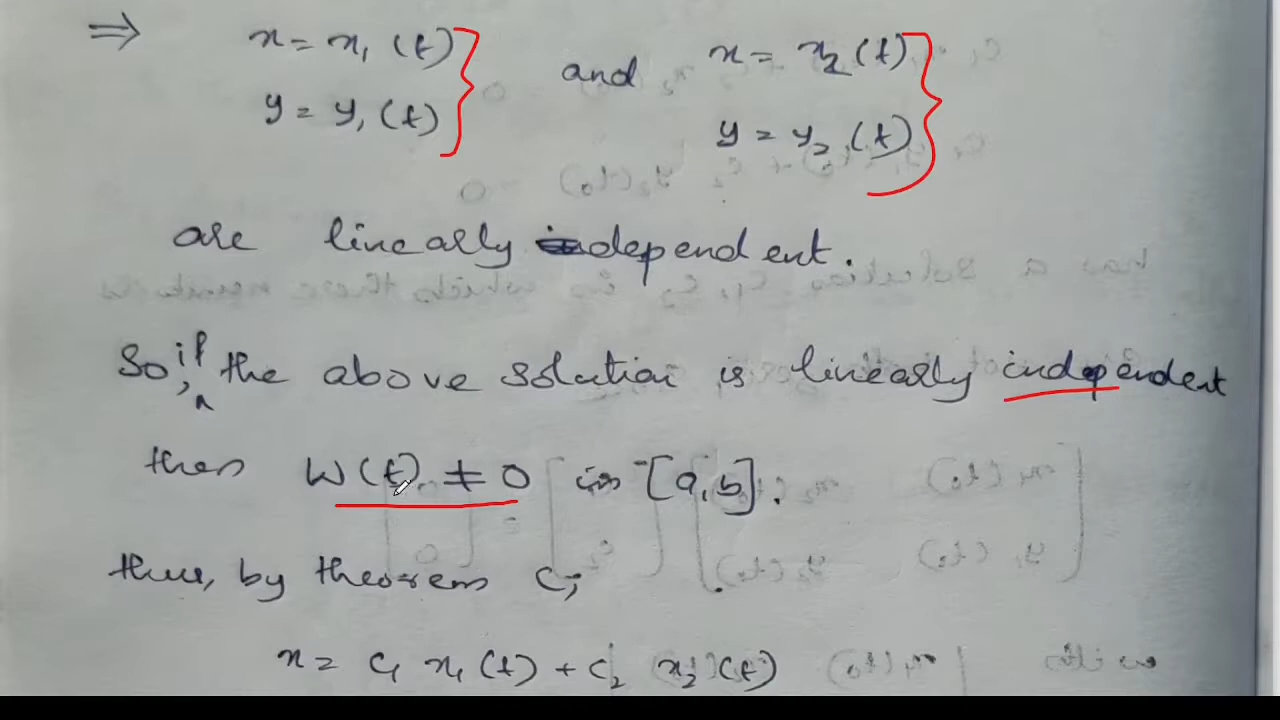 ⇒ x = x₁ (t) } and x = x₂ (t) }
y = y₁ (t) y = y₂ (t)
are linearly dependent.
So, if the above solution is linearly independent
then W(t) ≠ 0 in [a, b].
thus, by theorem C,
x = C₁ x₁ (t) + C₂ x₂ (t)